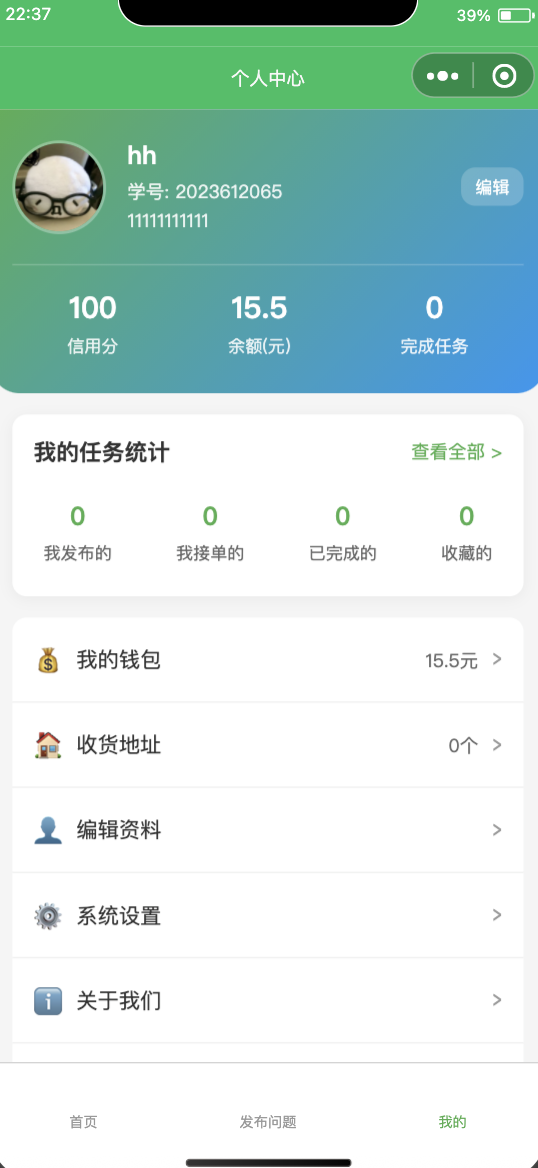 22:37
39%
个人中心
hh
学号: 2023612065
11111111111
编辑
100
15.5
0
信用分
余额(元)
完成任务
我的任务统计
查看全部 >
0
0
0
0
我发布的
我接单的
已完成的
收藏的
我的钱包
15.5元 >
收货地址
0个 >
编辑资料
>
系统设置
>
关于我们
>
首页
发布问题
我的